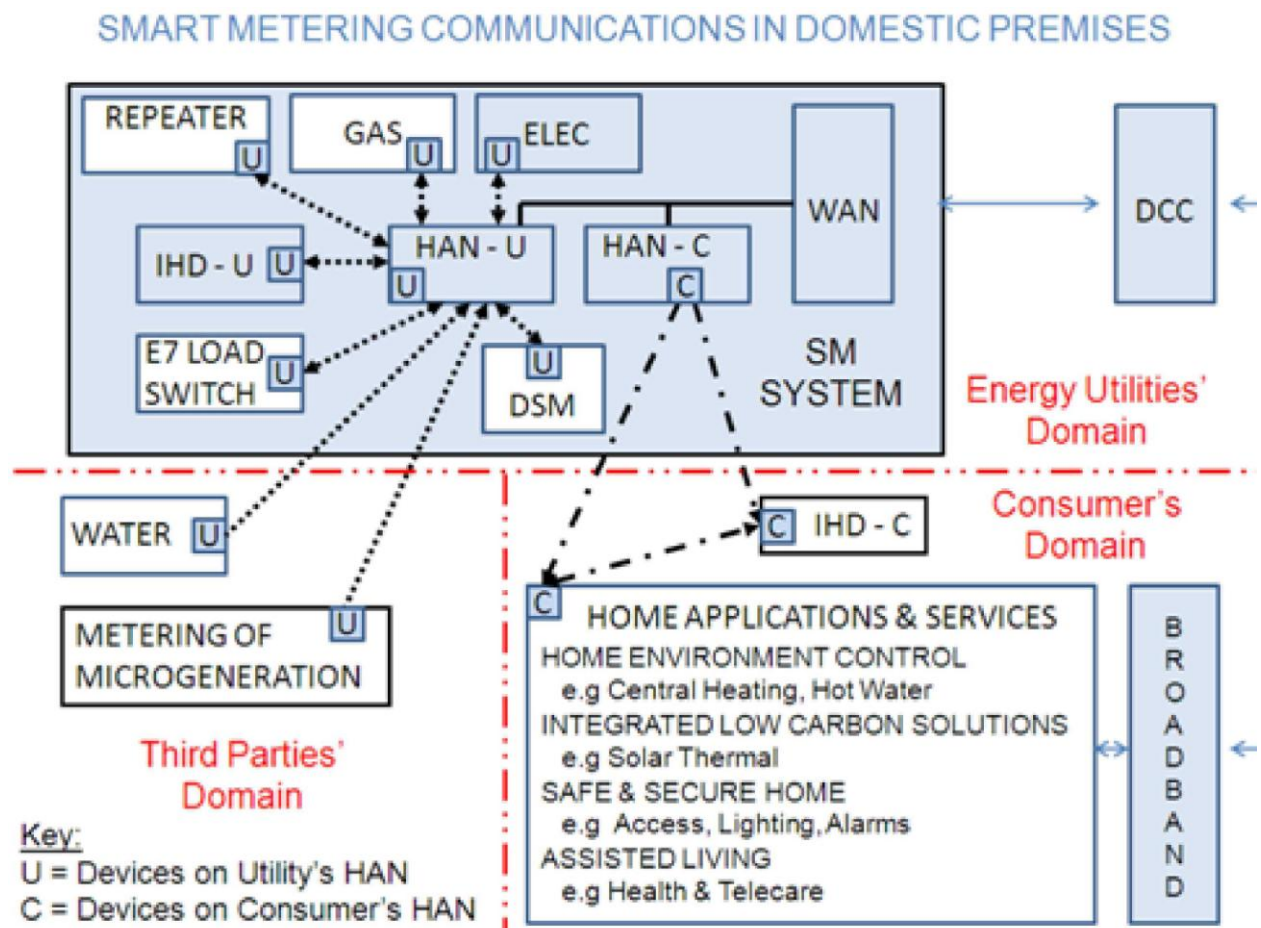 SMART METERING COMMUNICATIONS IN DOMESTIC PREMISES
REPEATER
U
GAS
U
ELEC
U
WAN
DCC
IHD - U
U
HAN - U
U
HAN - C
C
E7 LOAD
SWITCH
U
U
DSM
SM
SYSTEM
Energy Utilities'
Domain
WATER
U
METERING OF
MICROGENERATION
U
Third Parties'
Domain
Key:
U = Devices on Utility's HAN
C = Devices on Consumer's HAN
Consumer's
Domain
C
IHD - C
C
HOME APPLICATIONS & SERVICES
HOME ENVIRONMENT CONTROL
e.g Central Heating, Hot Water
INTEGRATED LOW CARBON SOLUTIONS
e.g Solar Thermal
SAFE & SECURE HOME
e.g Access, Lighting, Alarms
ASSISTED LIVING
e.g Health & Telecare
BROADBAND